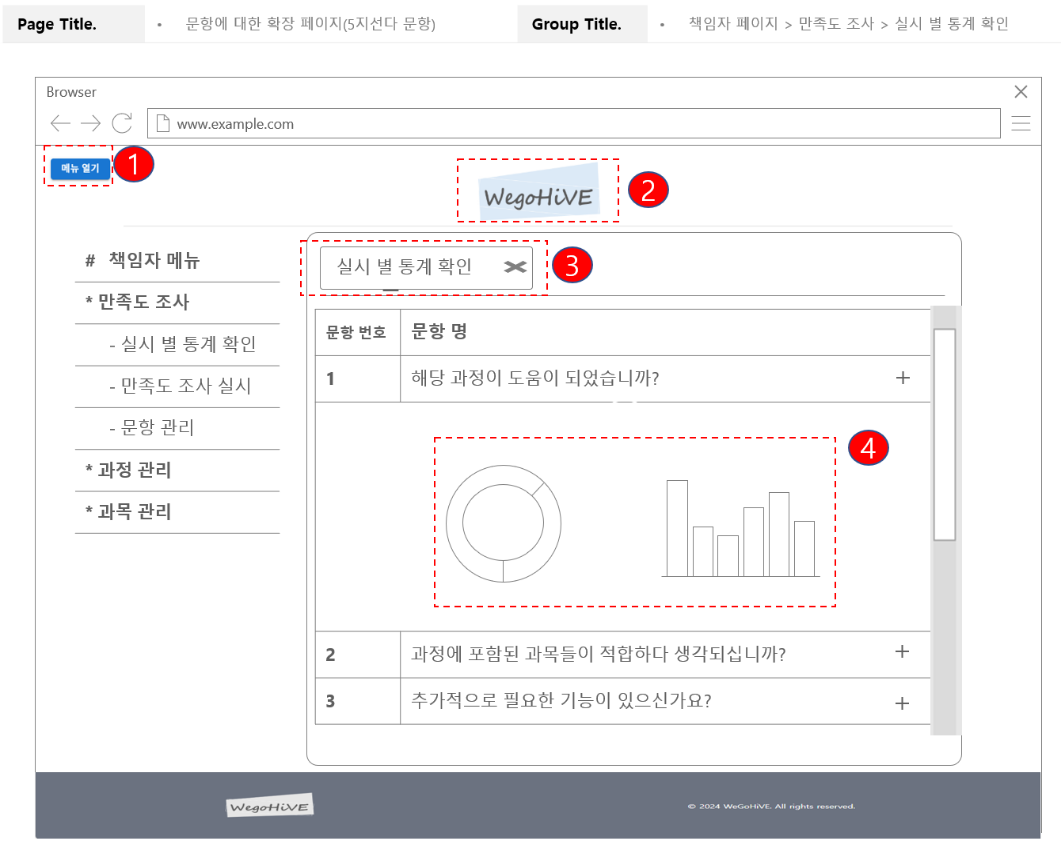 Page Title.
• 문항에 대한 확장 페이지(5지선다 문항)
Group Title.
• 책임자 페이지 > 만족도 조사 > 실시 별 통계 확인
Browser
www.example.com
메뉴 열기
1
WegoHiVE
2
# 책임자 메뉴
* 만족도 조사
- 실시 별 통계 확인
- 만족도 조사 실시
- 문항 관리
* 과정 관리
* 과목 관리
실시 별 통계 확인
3
문항 번호 문항 명
1 해당 과정이 도움이 되었습니까? +
4
2 과정에 포함된 과목들이 적합하다 생각되십니까? +
3 추가적으로 필요한 기능이 있으신가요? +
WegoHiVE
© 2024 WeGoHiVE. All rights reserved.